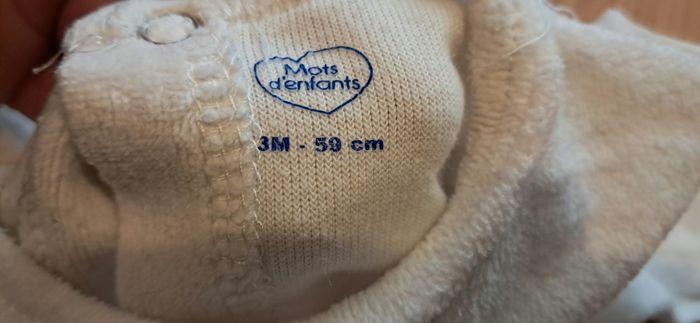 Mots
d'enfants
3M - 59 cm